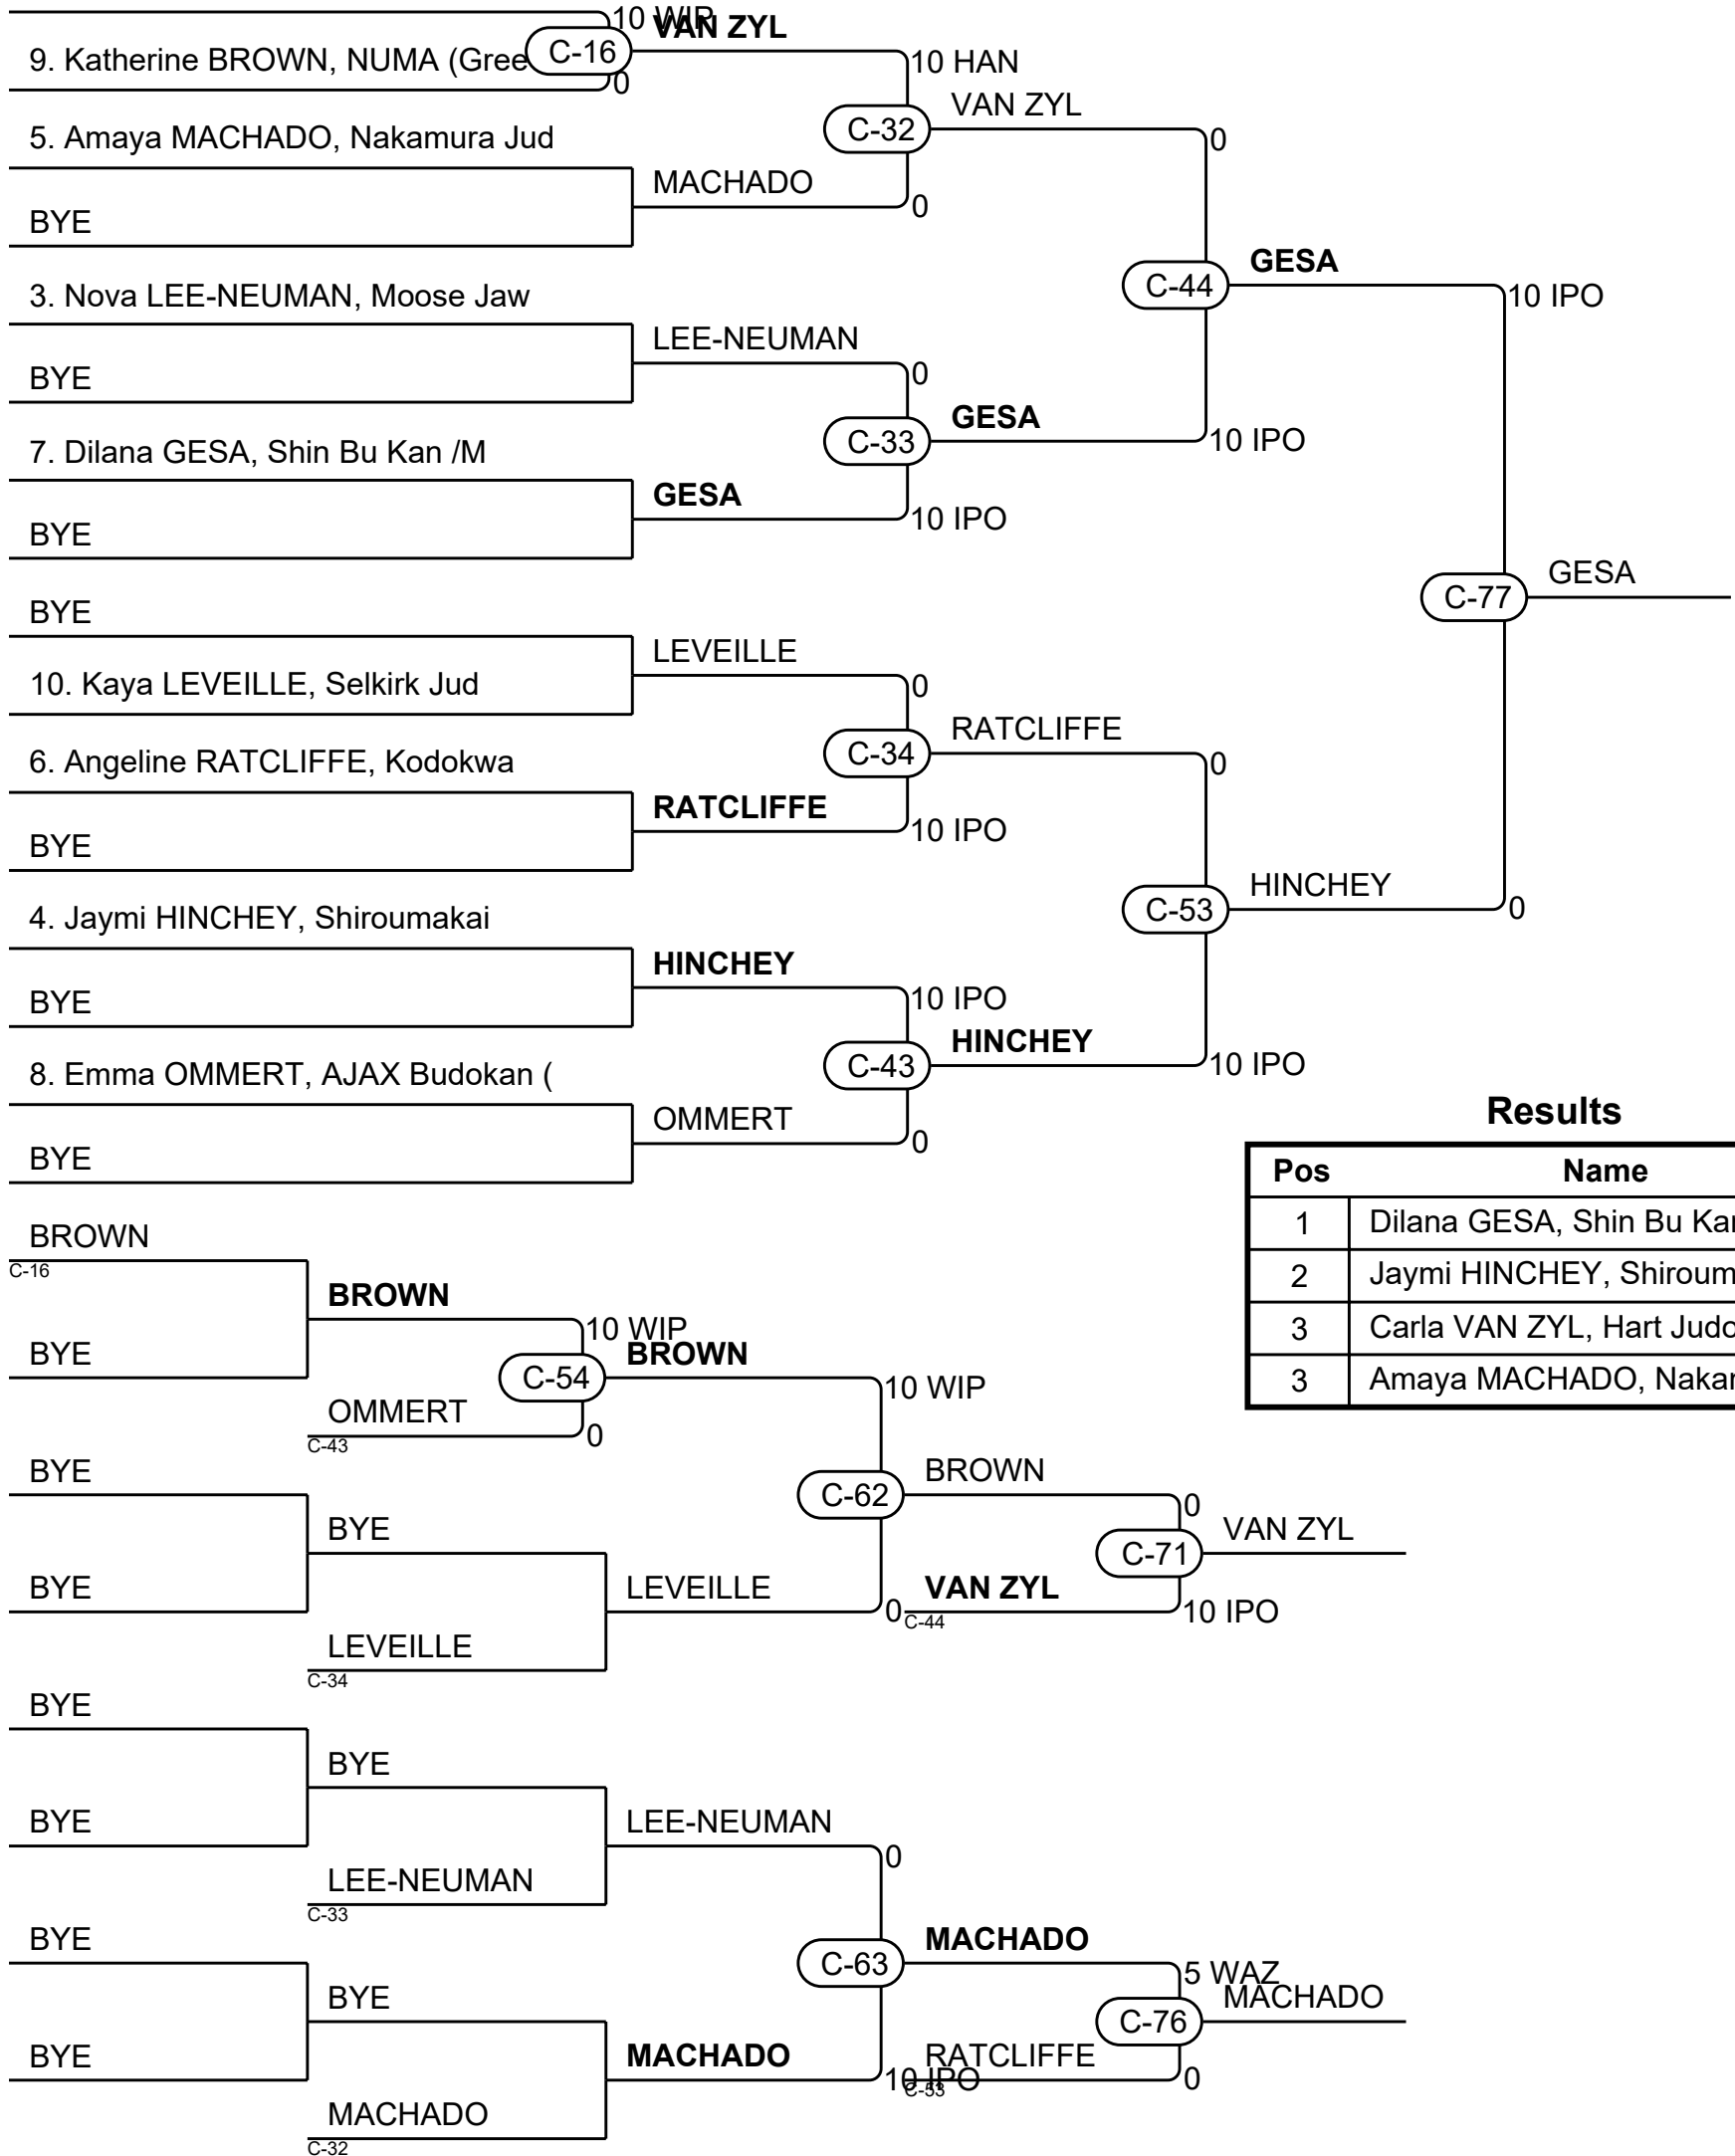 10 WIP
VAN ZYL
9. Katherine BROWN, NUMA (Gree
C-16
0
10 HAN
VAN ZYL
5. Amaya MACHADO, Nakamura Jud
C-32
0
MACHADO
0
BYE
GESA
C-44
10 IPO
3. Nova LEE-NEUMAN, Moose Jaw
LEE-NEUMAN
0
BYE
GESA
C-33
10 IPO
7. Dilana GESA, Shin Bu Kan /M
GESA
10 IPO
BYE
GESA
C-77
BYE
LEVEILLE
0
10. Kaya LEVEILLE, Selkirk Jud
RATCLIFFE
C-34
0
6. Angeline RATCLIFFE, Kodokwa
RATCLIFFE
10 IPO
BYE
HINCHEY
C-53
0
4. Jaymi HINCHEY, Shiroumakai
HINCHEY
10 IPO
BYE
HINCHEY
C-43
10 IPO
8. Emma OMMERT, AJAX Budokan (
OMMERT
0
BYE
Results
Pos Name
1 Dilana GESA, Shin Bu Kan
2 Jaymi HINCHEY, Shiroum
3 Carla VAN ZYL, Hart Judo
3 Amaya MACHADO, Nakam
BROWN
C-16
BROWN
10 WIP
BROWN
BYE
C-54
10 WIP
OMMERT
C-43
0
BYE
BROWN
C-62
0
BYE
VAN ZYL
C-71
BYE
LEVEILLE
0
VAN ZYL
C-44
10 IPO
LEVEILLE
C-34
BYE
BYE
BYE
LEE-NEUMAN
0
LEE-NEUMAN
C-33
BYE
MACHADO
C-63
5 WAZ
MACHADO
BYE
C-76
BYE
MACHADO
10 IPO
RATCLIFFE
C-53
0
MACHADO
C-32